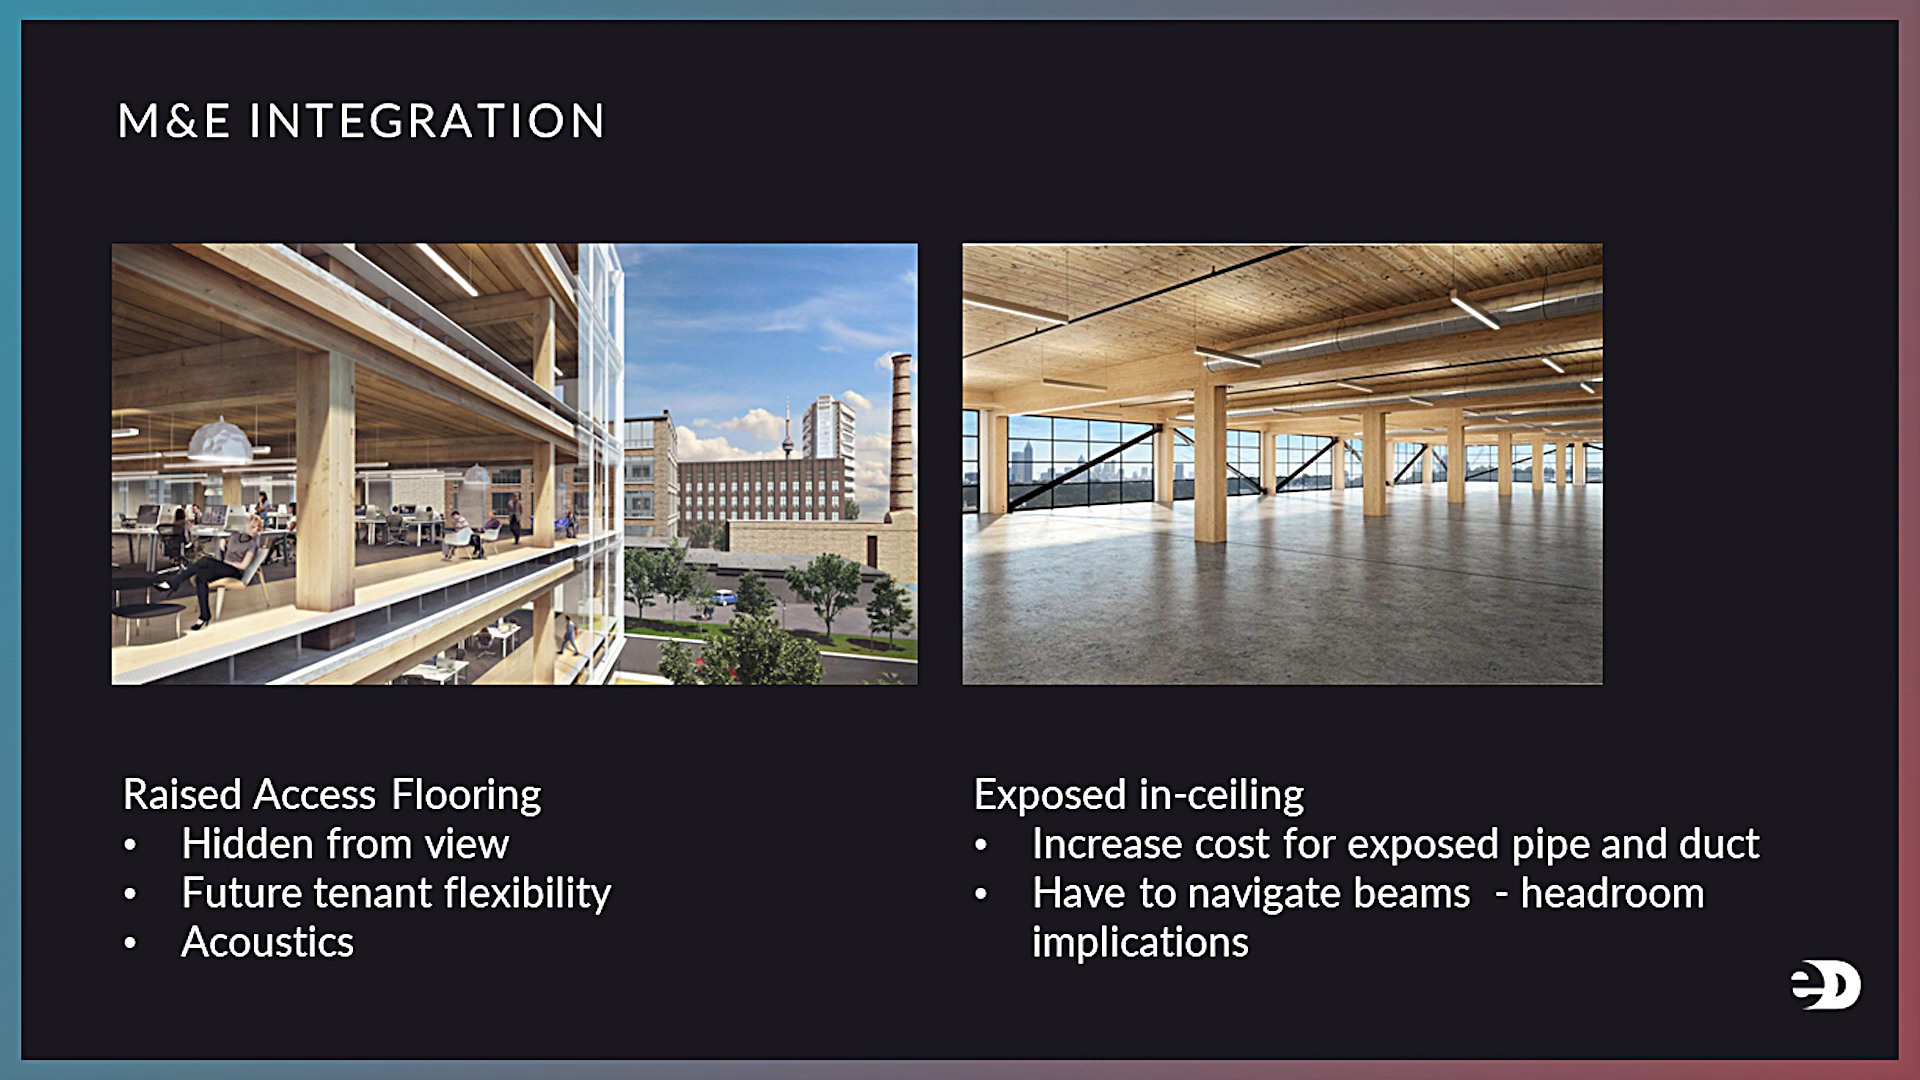 M&E INTEGRATION
Raised Access Flooring
• Hidden from view
• Future tenant flexibility
• Acoustics
Exposed in-ceiling
• Increase cost for exposed pipe and duct
• Have to navigate beams  - headroom
implications
eD